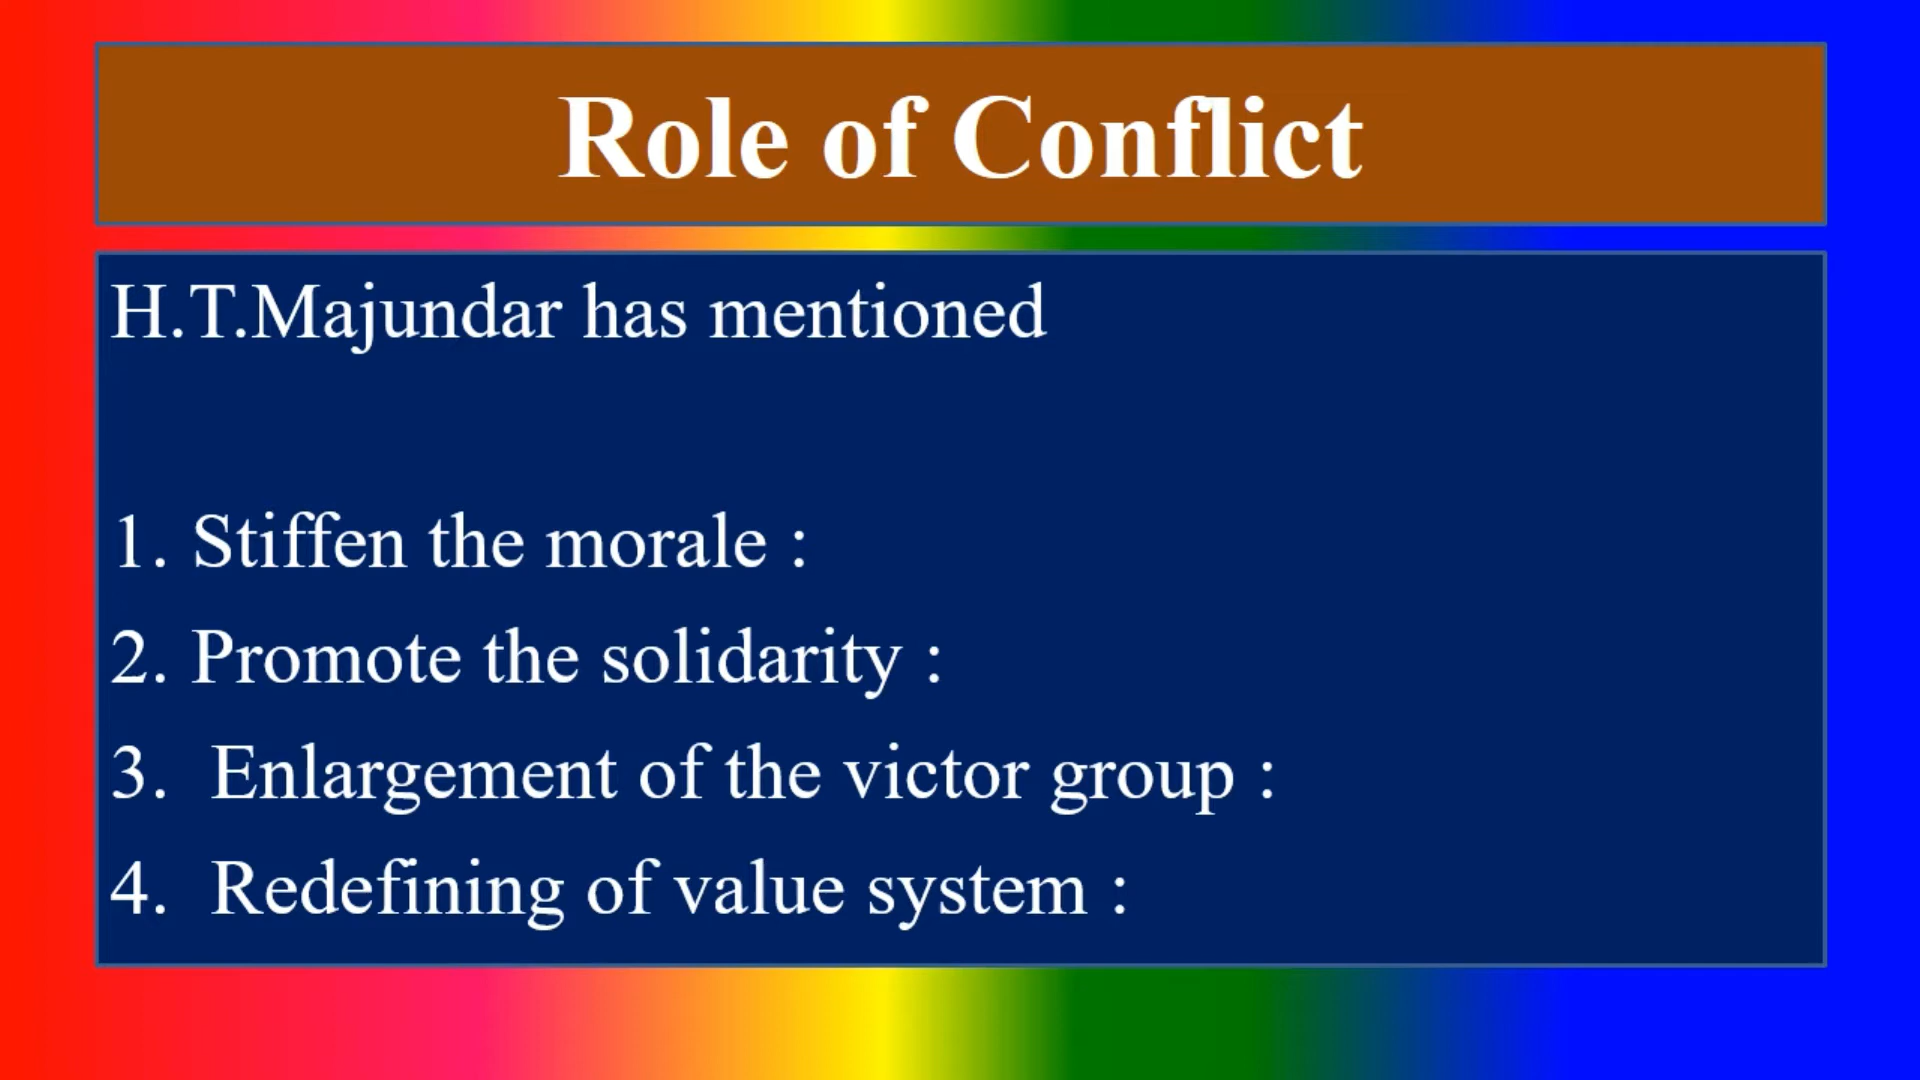 Role of Conflict
H.T.Majundar has mentioned
1. Stiffen the morale :
2. Promote the solidarity :
3. Enlargement of the victor group :
4. Redefining of value system :